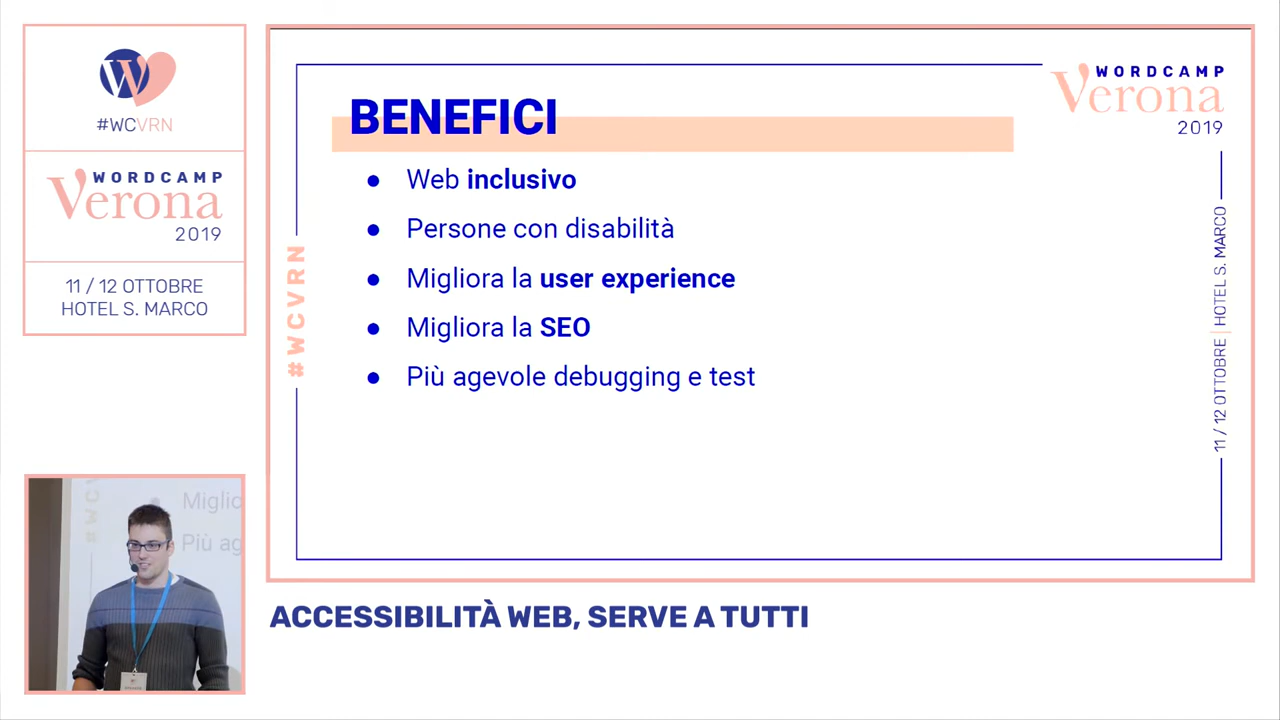 #WCVRN
WORDCAMP
Verona
2019
11 / 12 OTTOBRE
HOTEL S. MARCO
BENEFICI
● Web inclusivo
● Persone con disabilità
● Migliora la user experience
● Migliora la SEO
● Più agevole debugging e test
#WCVRN
WORDCAMP
Verona
2019
11 / 12 OTTOBRE | HOTEL S. MARCO
Miglio
Più ag
ACCESSIBILITÀ WEB, SERVE A TUTTI